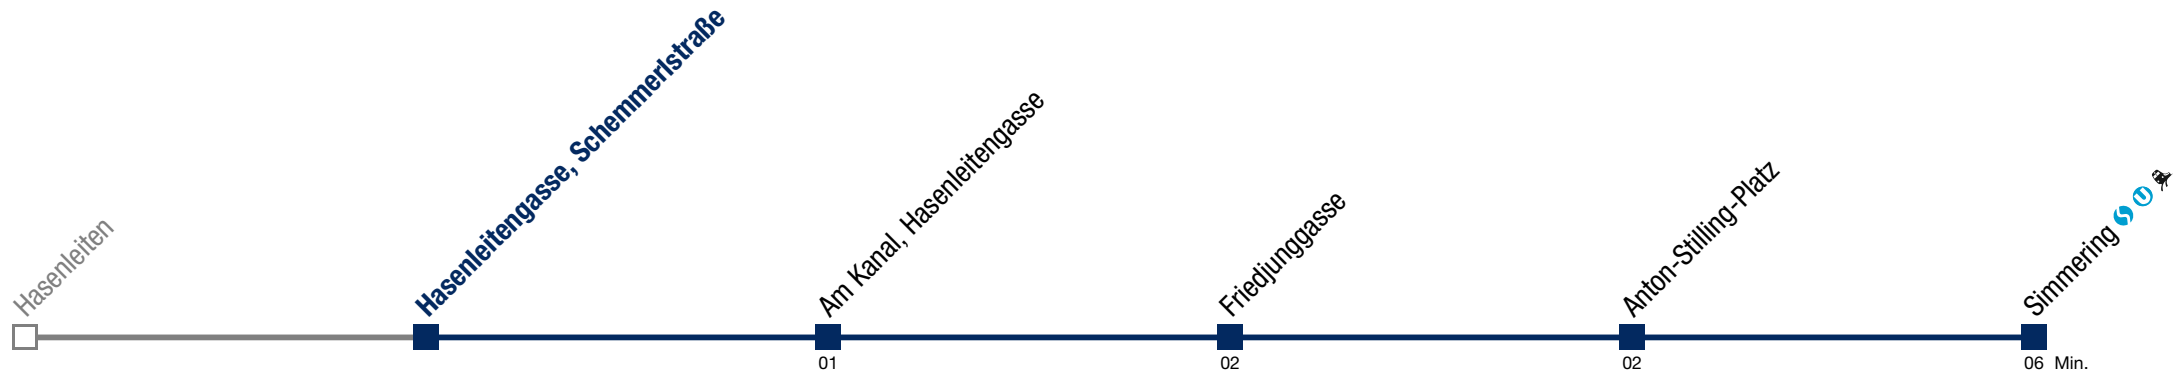 Hasenleiten
Hasenleitengasse, Schemmerlstraße
Am Kanal, Hasenleitengasse
Friedjunggasse
Anton-Stilling-Platz
Simmering S U
01
02
02
06 Min.